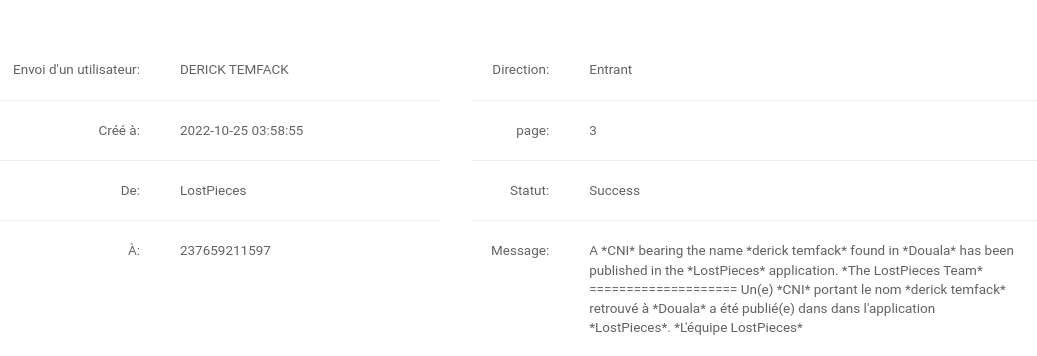 Envoi d'un utilisateur: DERICK TEMFACK Direction: Entrant
Créé à: 2022-10-25 03:58:55 page: 3
De: LostPieces Statut: Success
À: 237659211597 Message: A *CNI* bearing the name *derick temfack* found in *Douala* has been
published in the *LostPieces* application. *The LostPieces Team*
==================== Un(e) *CNI* portant le nom *derick temfack*
retrouvé à *Douala* a été publié(e) dans dans l'application
*LostPieces*. *L'équipe LostPieces*